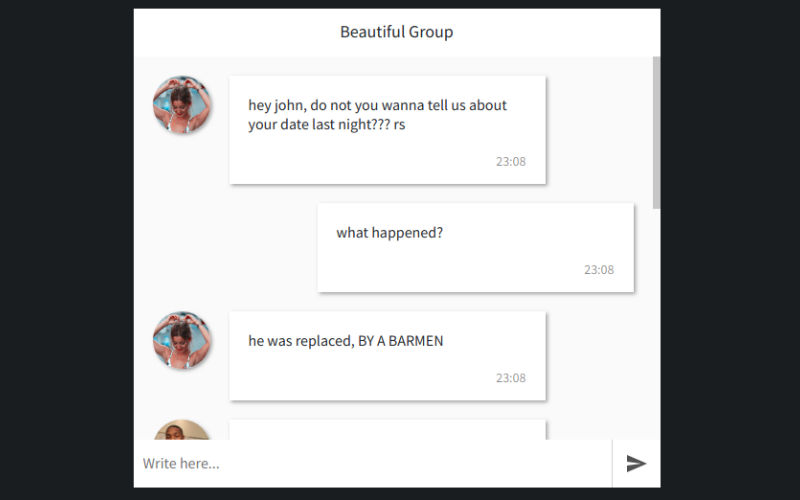 Beautiful Group
hey john, do not you wanna tell us about
your date last night??? rs
23:08
what happened?
23:08
he was replaced, BY A BARMEN
23:08
Write here...